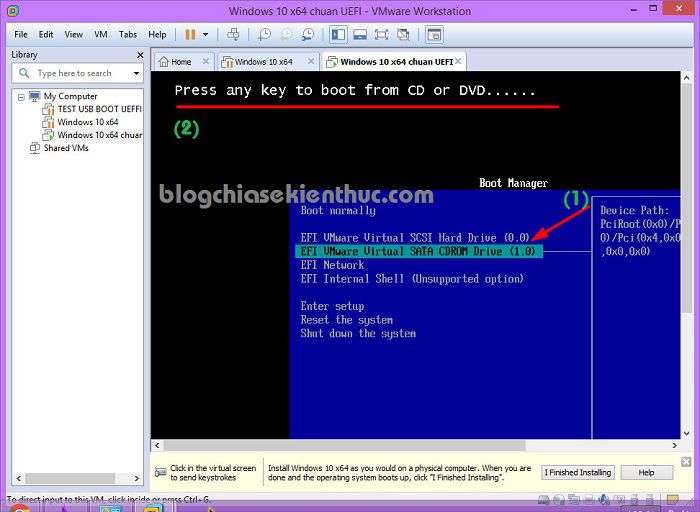 Windows 10 x64 chuan UEFI - VMware Workstation
File Edit View VM Tabs Help
Library
Type here to search
My Computer
TEST USB BOOT UEFFI
Windows 10 x64
Windows 10 x64 chuan
Shared VMs
Home
Windows 10 x64
Windows 10 x64 chuan UEFI
Press any key to boot from CD or DVD......
(2)
blogchiasekienthuc.com
Boot Manager
(1)
Boot normally
EFI VMware Virtual SCSI Hard Drive (0.0)
EFI VMware Virtual SATA CDROM Drive (1.0)
EFI Network
EFI Internal Shell (Unsupported option)
Enter setup
Reset the system
Shut down the system
Device Path:
PciRoot(0x0)/P
0)/Pci(0x4,0x0
,0x0,0x0)
Click in the virtual screen
to send keystrokes
Install Windows 10 x64 as you would on a physical computer. When you are
done and the operating system boots up, click "I Finished Installing".
I Finished Installing
Help
To direct input to this VM, click inside or press Ctrl+G.